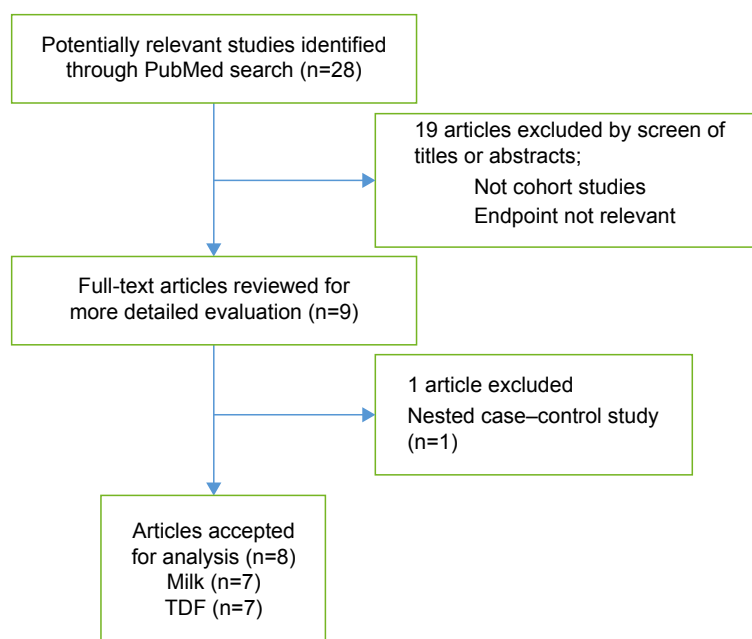 Potentially relevant studies identified
through PubMed search (n=28)
19 articles excluded by screen of
titles or abstracts;
Not cohort studies
Endpoint not relevant
Full-text articles reviewed for
more detailed evaluation (n=9)
1 article excluded
Nested case–control study
(n=1)
Articles accepted
for analysis (n=8)
Milk (n=7)
TDF (n=7)